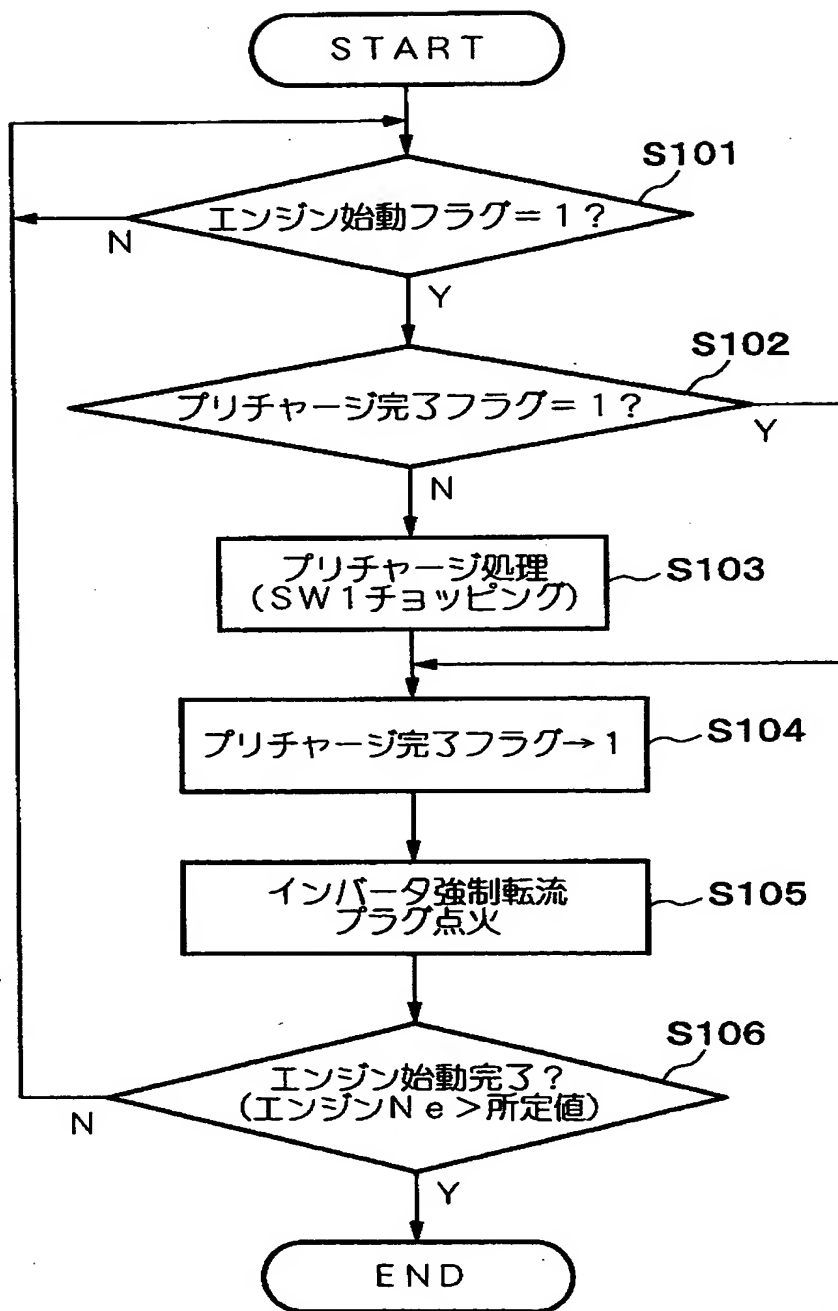 START
S101
エンジン始動フラグ=1?
N
Y
S102
プリチャージ完了フラグ=1?
Y
N
プリチャージ処理
(SW1チョッピング)
S103
プリチャージ完了フラグ→1
S104
インバータ強制転流
プラグ点火
S105
S106
エンジン始動完了?
(エンジンNe>所定値)
N
Y
END